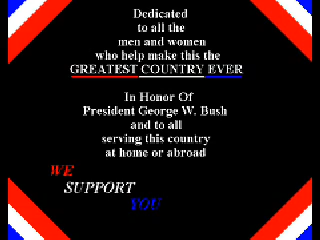 Dedicated
to all the
men and women
who help make this the
GREATEST COUNTRY EVER
In Honor Of
President George W. Bush
and to all
serving this country
at home or abroad
WE
SUPPORT
YOU